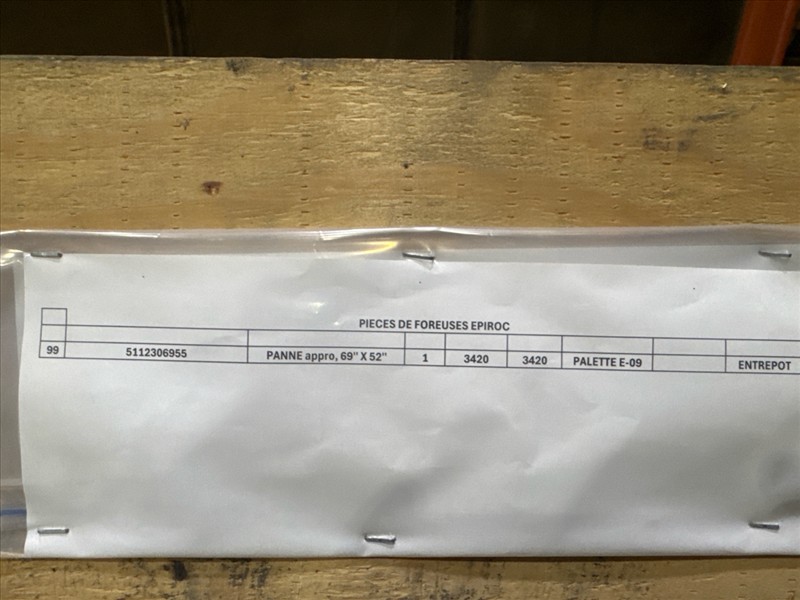 PIECES DE FOREUSES EPIROC
99 5112306955 PANNE appro, 69" X 52" 1 3420 3420 PALETTE E-09 ENTREPOT